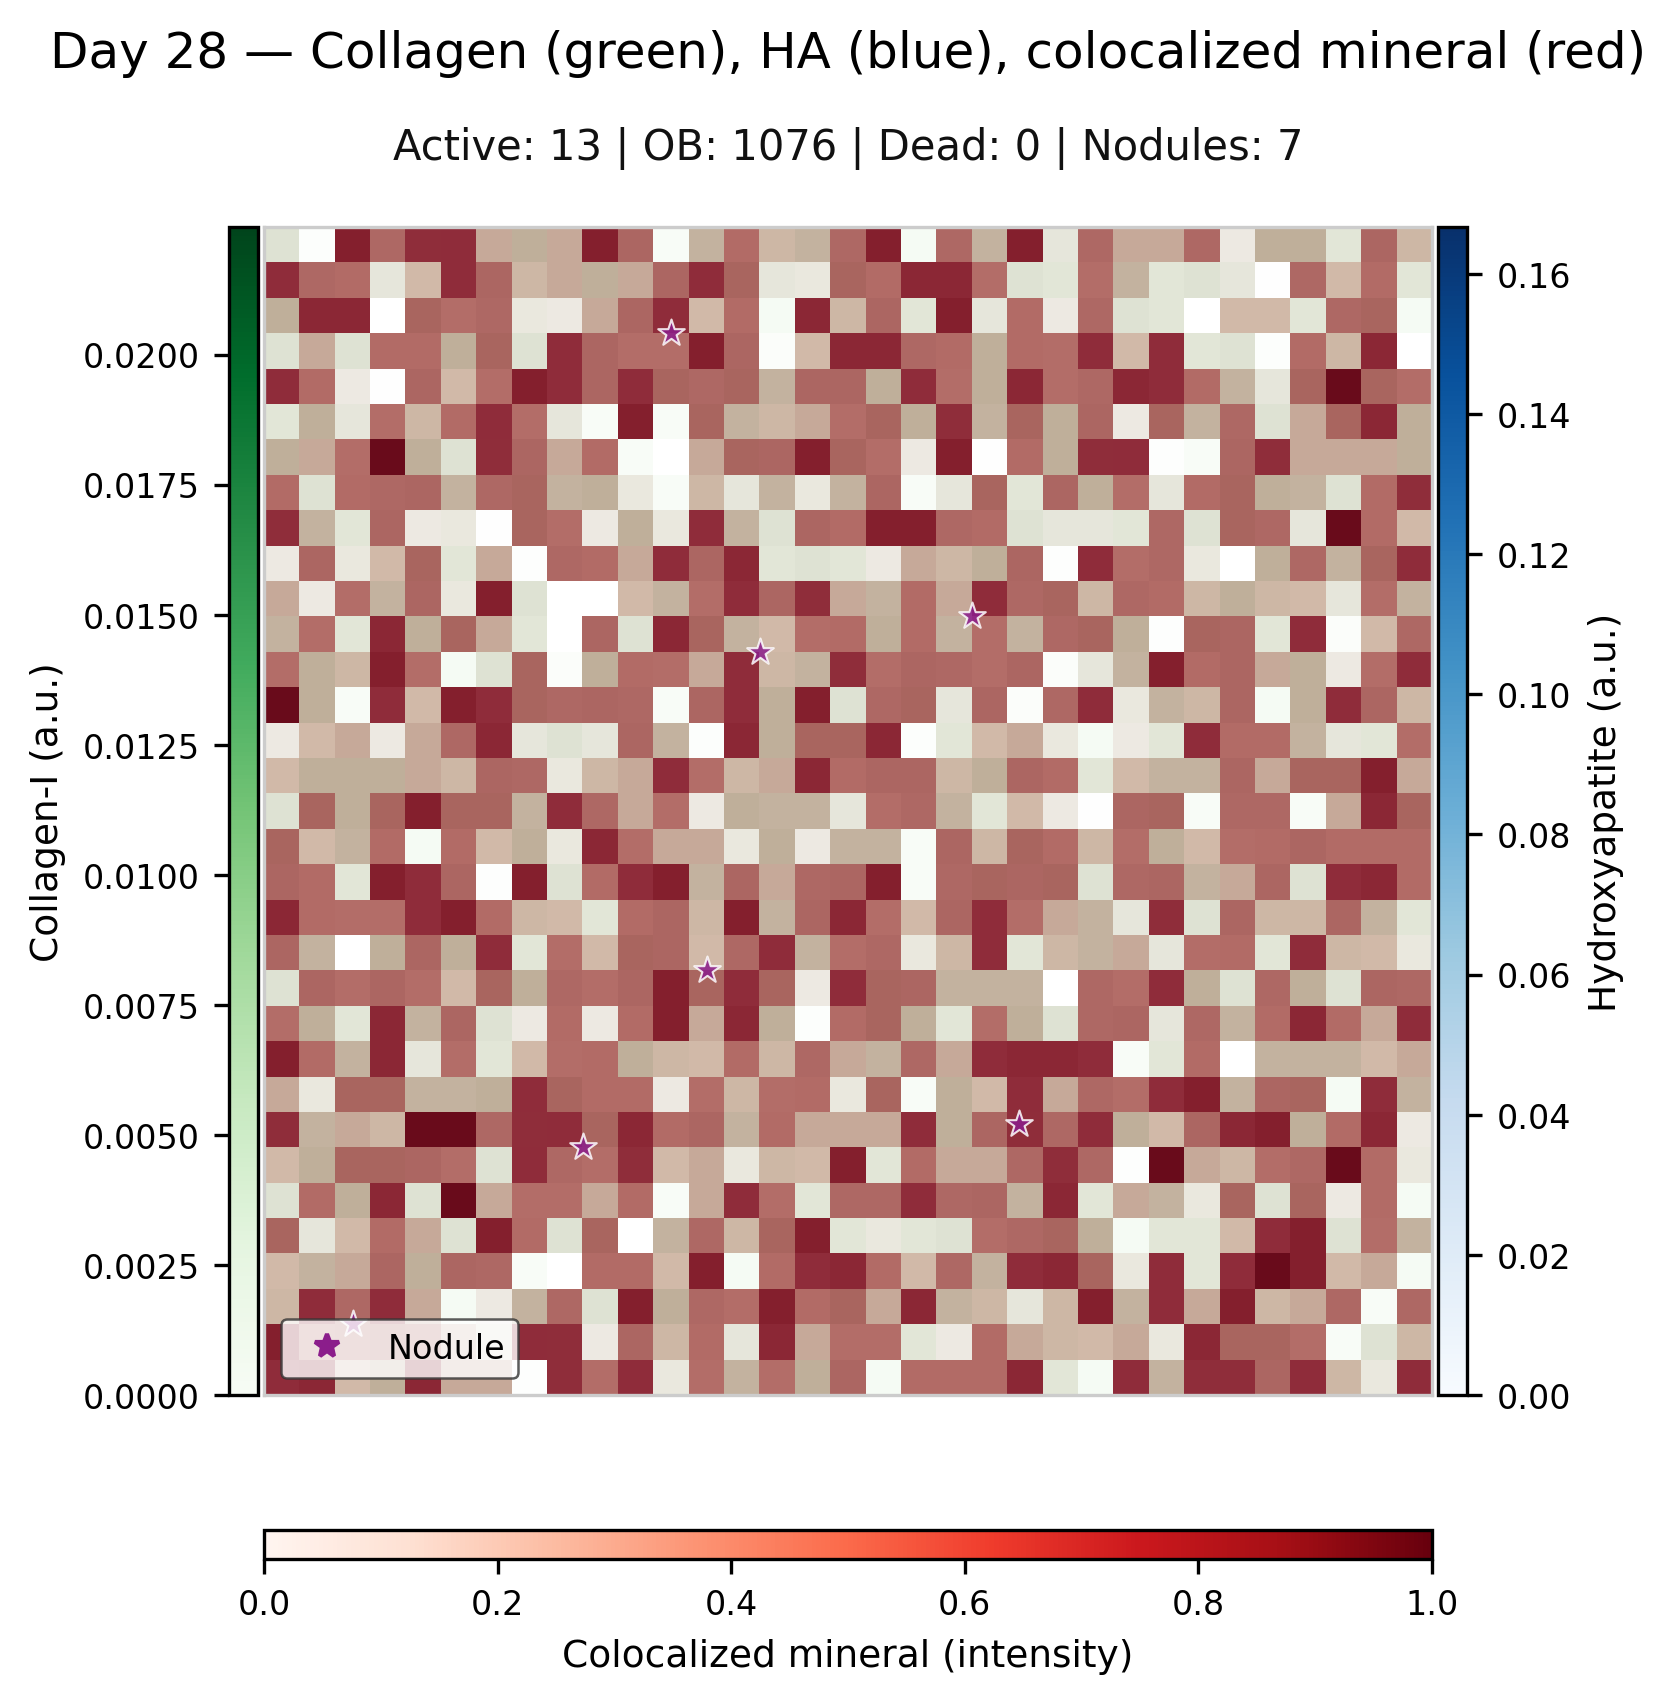 Day 28 — Collagen (green), HA (blue), colocalized mineral (red)
Active: 13 | OB: 1076 | Dead: 0 | Nodules: 7
Collagen-I (a.u.)
0.0200
0.0175
0.0150
0.0125
0.0100
0.0075
0.0050
0.0025
0.0000
Nodule
0.16
0.14
0.12
0.10
0.08
0.06
0.04
0.02
0.00
Hydroxyapatite (a.u.)
0.0 0.2 0.4 0.6 0.8 1.0
Colocalized mineral (intensity)